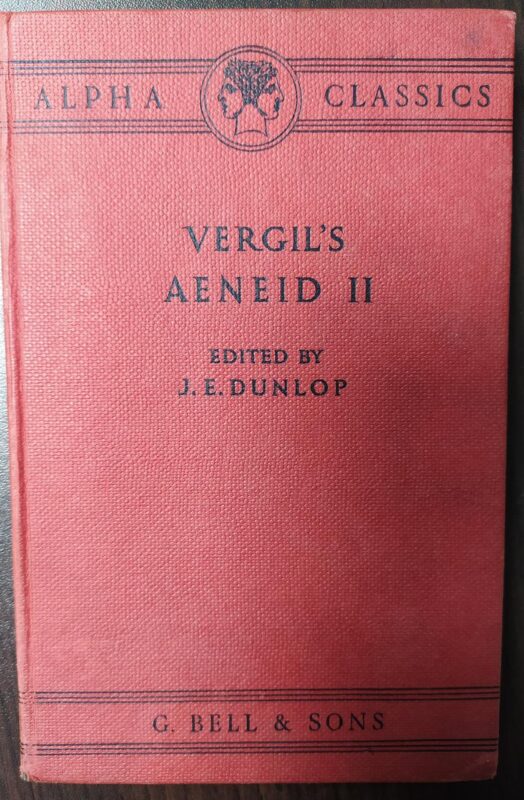 ALPHA CLASSICS
VERGIL'S
AENEID II
EDITED BY
J. E. DUNLOP
G. BELL & SONS